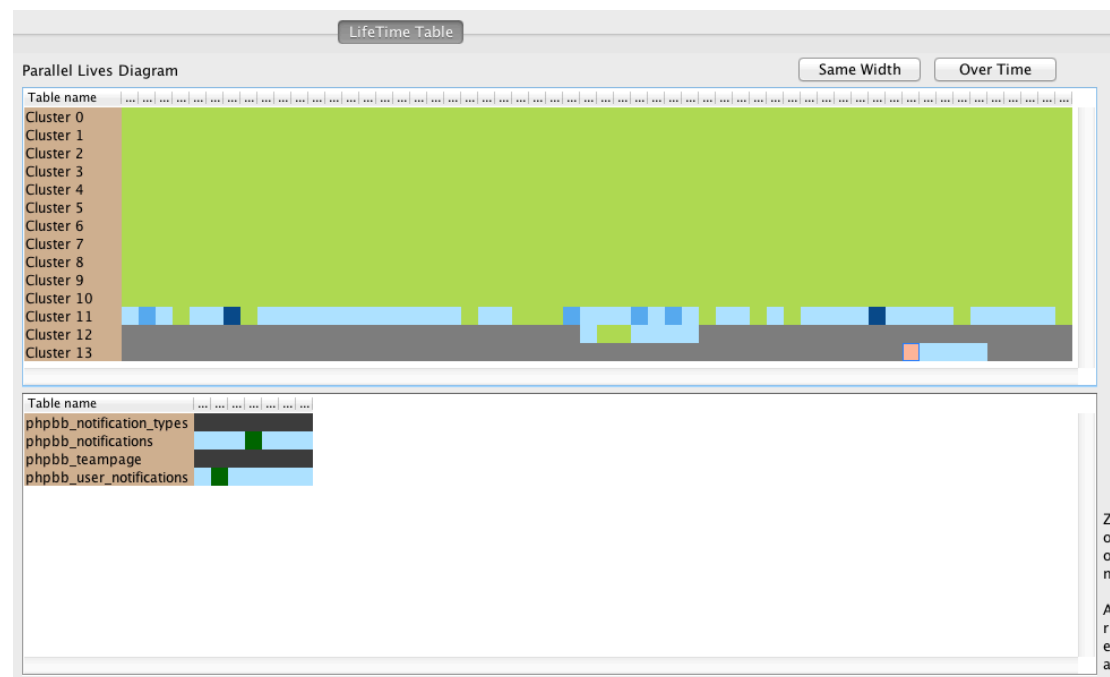 LifeTime Table
Parallel Lives Diagram
Same Width
Over Time
Table name ... ... ... ... ... ... ... ... ... ... ... ... ... ... ... ... ... ... ... ... ... ... ... ... ... ... ... ... ... ... ... ... ... ... ... ... ... ... ... ... ... ... ... ... ... ... ... ... ... ... ... ... ... ... ... ...
Cluster 0
Cluster 1
Cluster 2
Cluster 3
Cluster 4
Cluster 5
Cluster 6
Cluster 7
Cluster 8
Cluster 9
Cluster 10
Cluster 11
Cluster 12
Cluster 13
Table name ... ... ... ... ... ... ...
phpbb_notification_types
phpbb_notifications
phpbb_teampage
phpbb_user_notifications
Z
o
o
n
A
r
e
a